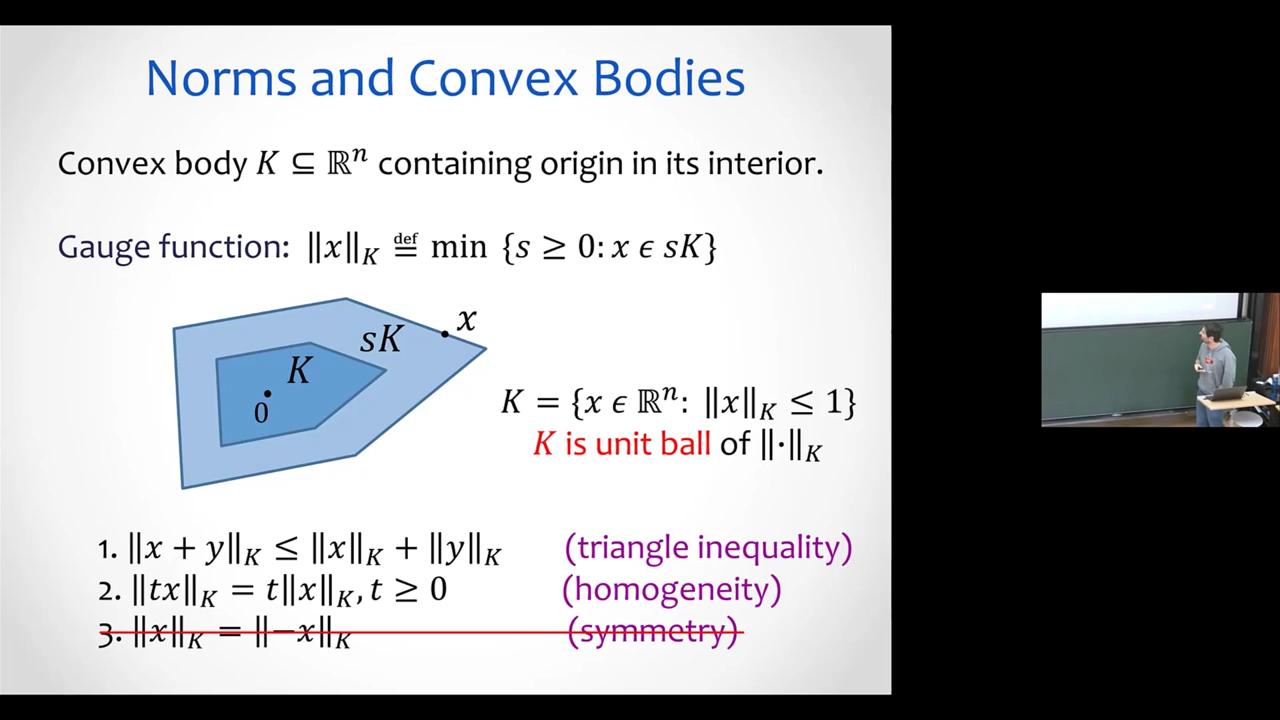 Norms and Convex Bodies
Convex body K ⊆ ℝⁿ containing origin in its interior.
Gauge function: ‖x‖_K ≝ min {s ≥ 0: x ϵ sK}
x
sK
K
0
K = {x ϵ ℝⁿ: ‖x‖_K ≤ 1}
K is unit ball of ‖·‖_K
1. ‖x + y‖_K ≤ ‖x‖_K + ‖y‖_K (triangle inequality)
2. ‖tx‖_K = t‖x‖_K, t ≥ 0 (homogeneity)
3. ‖x‖_K = ‖−x‖_K (symmetry)